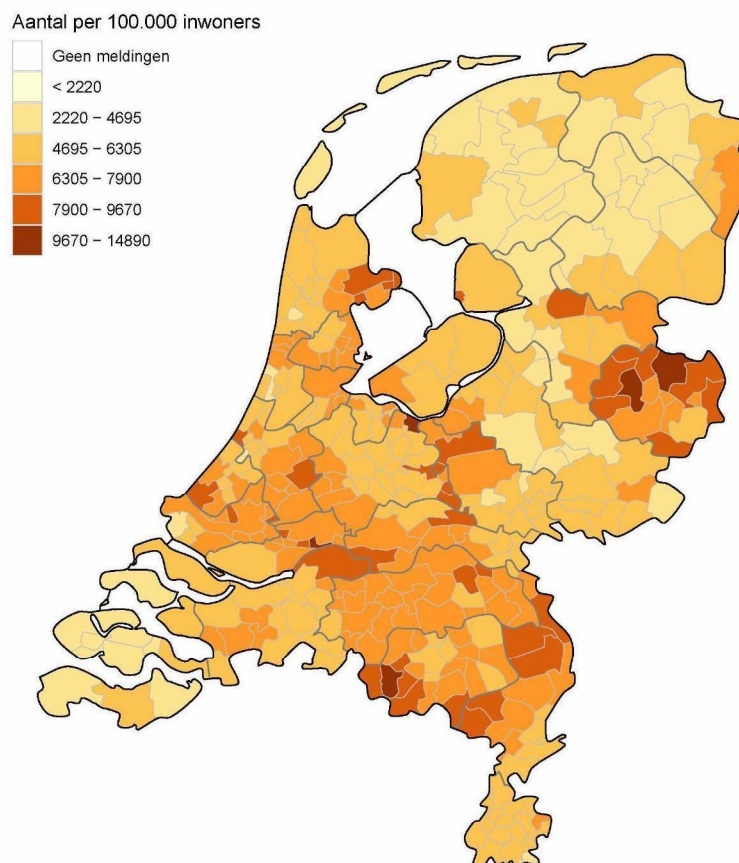 Aantal per 100.000 inwoners
Geen meldingen
< 2220
2220 − 4695
4695 − 6305
6305 − 7900
7900 − 9670
9670 − 14890